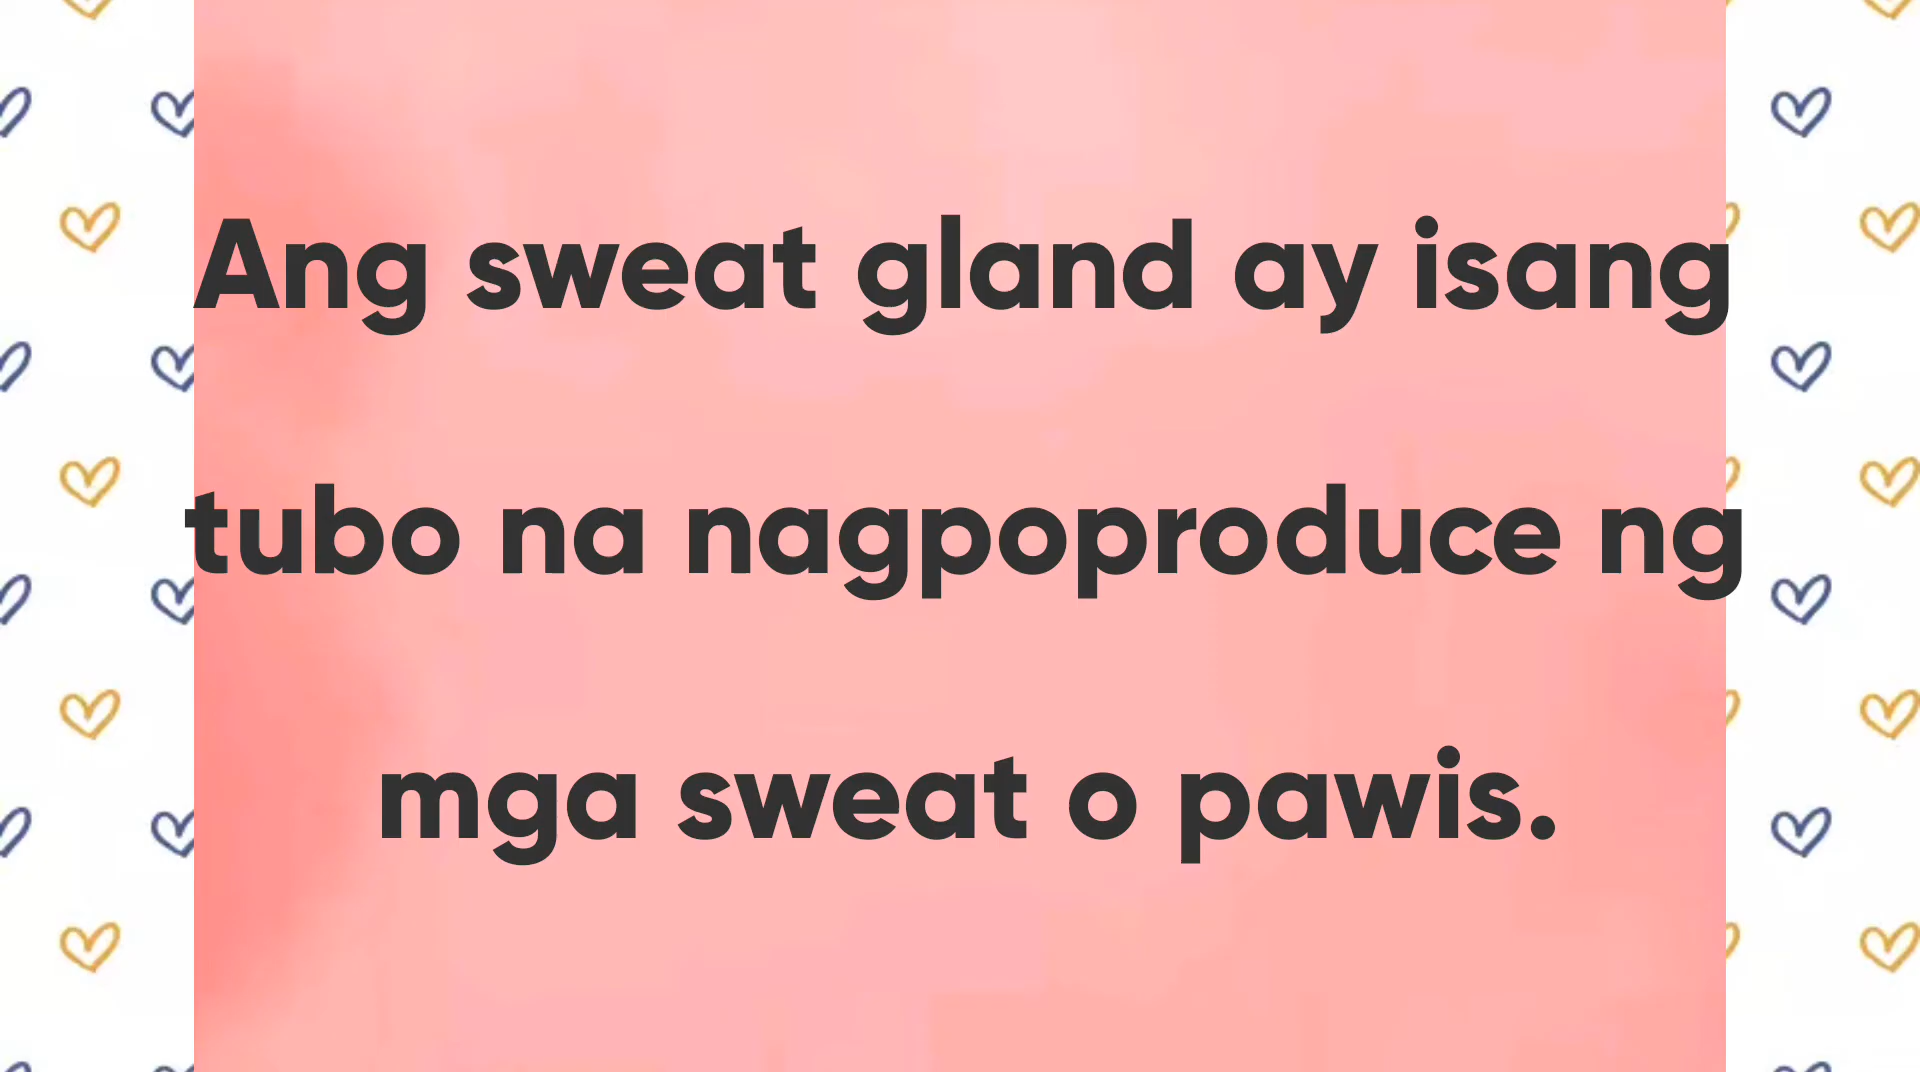 Ang sweat gland ay isang
tubo na nagpoproduce ng
mga sweat o pawis.